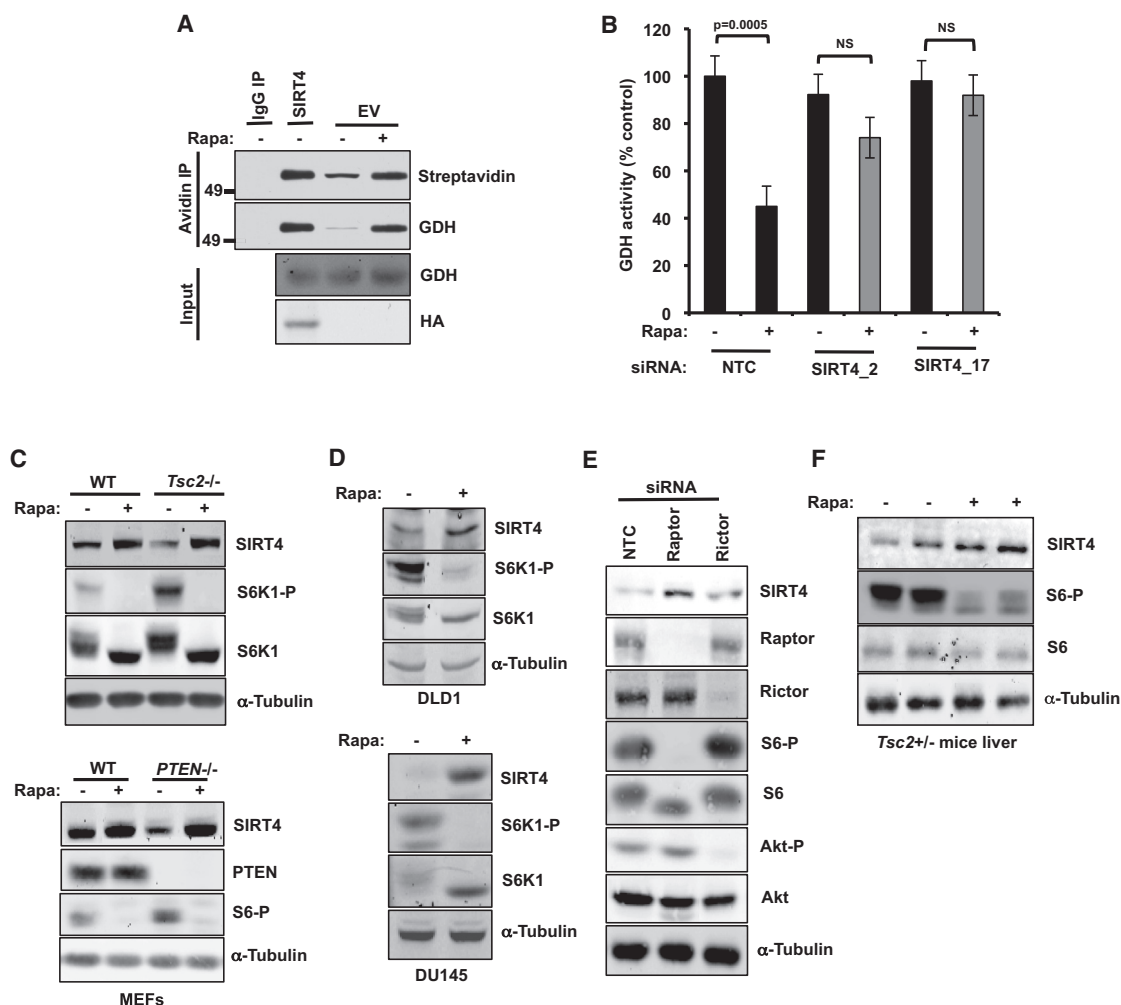 A
IgG IP
SIRT4
EV
Rapa: - - - +
Avidin IP
49
Streptavidin
49
GDH
Input
GDH
HA
B
GDH activity (% control)
120
100
80
60
40
20
0
p=0.0005
NS
NS
Rapa: - + - + - +
siRNA: NTC SIRT4_2 SIRT4_17
C
WT Tsc2-/-
Rapa: - + - +
SIRT4
S6K1-P
S6K1
α-Tubulin
WT PTEN-/-
Rapa: - + - +
SIRT4
PTEN
S6-P
α-Tubulin
MEFs
D
Rapa: - +
SIRT4
S6K1-P
S6K1
α-Tubulin
DLD1
Rapa: - +
SIRT4
S6K1-P
S6K1
α-Tubulin
DU145
E
siRNA
NTC
Raptor
Rictor
SIRT4
Raptor
Rictor
S6-P
S6
Akt-P
Akt
α-Tubulin
F
Rapa: - - + +
SIRT4
S6-P
S6
α-Tubulin
Tsc2+/- mice liver